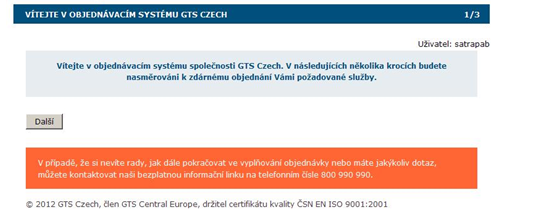 VÍTEJTE V OBJEDNÁVACÍM SYSTÉMU GTS CZECH 1/3
Uživatel: satrapab
Vítejte v objednávacím systému společnosti GTS Czech. V následujících několika krocích budete
nasměrováni k zdárnému objednání Vámi požadované služby.
Další
V případě, že si nevíte rady, jak dále pokračovat ve vyplňování objednávky nebo máte jakýkoliv dotaz,
můžete kontaktovat naši bezplatnou informační linku na telefonním čísle 800 990 990.
© 2012 GTS Czech, člen GTS Central Europe, držitel certifikátu kvality ČSN EN ISO 9001:2001